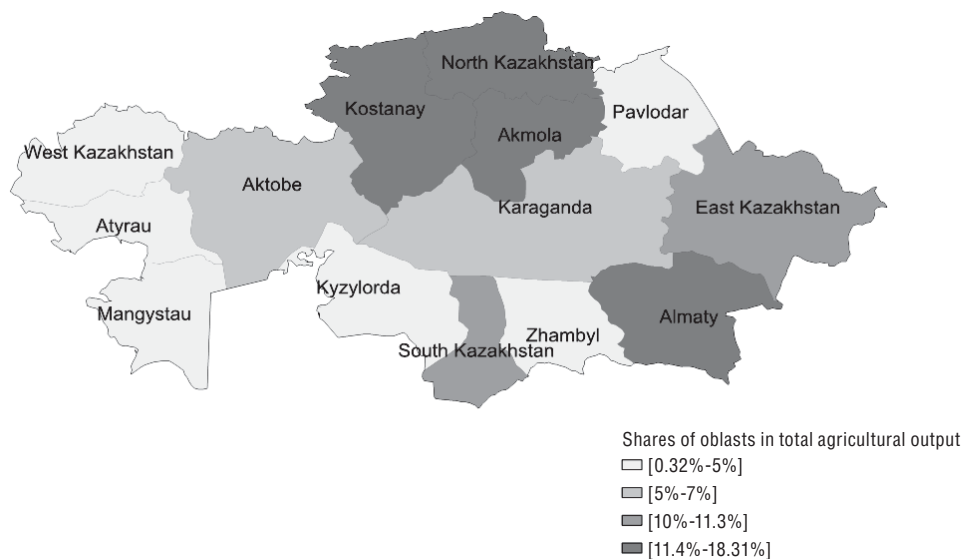 North Kazakhstan
Kostanay
Pavlodar
Akmola
West Kazakhstan
Aktobe
Karaganda
East Kazakhstan
Atyrau
Kyzylorda
Mangystau
Almaty
Zhambyl
South Kazakhstan
Shares of oblasts in total agricultural output
[0.32%-5%]
[5%-7%]
[10%-11.3%]
[11.4%-18.31%]